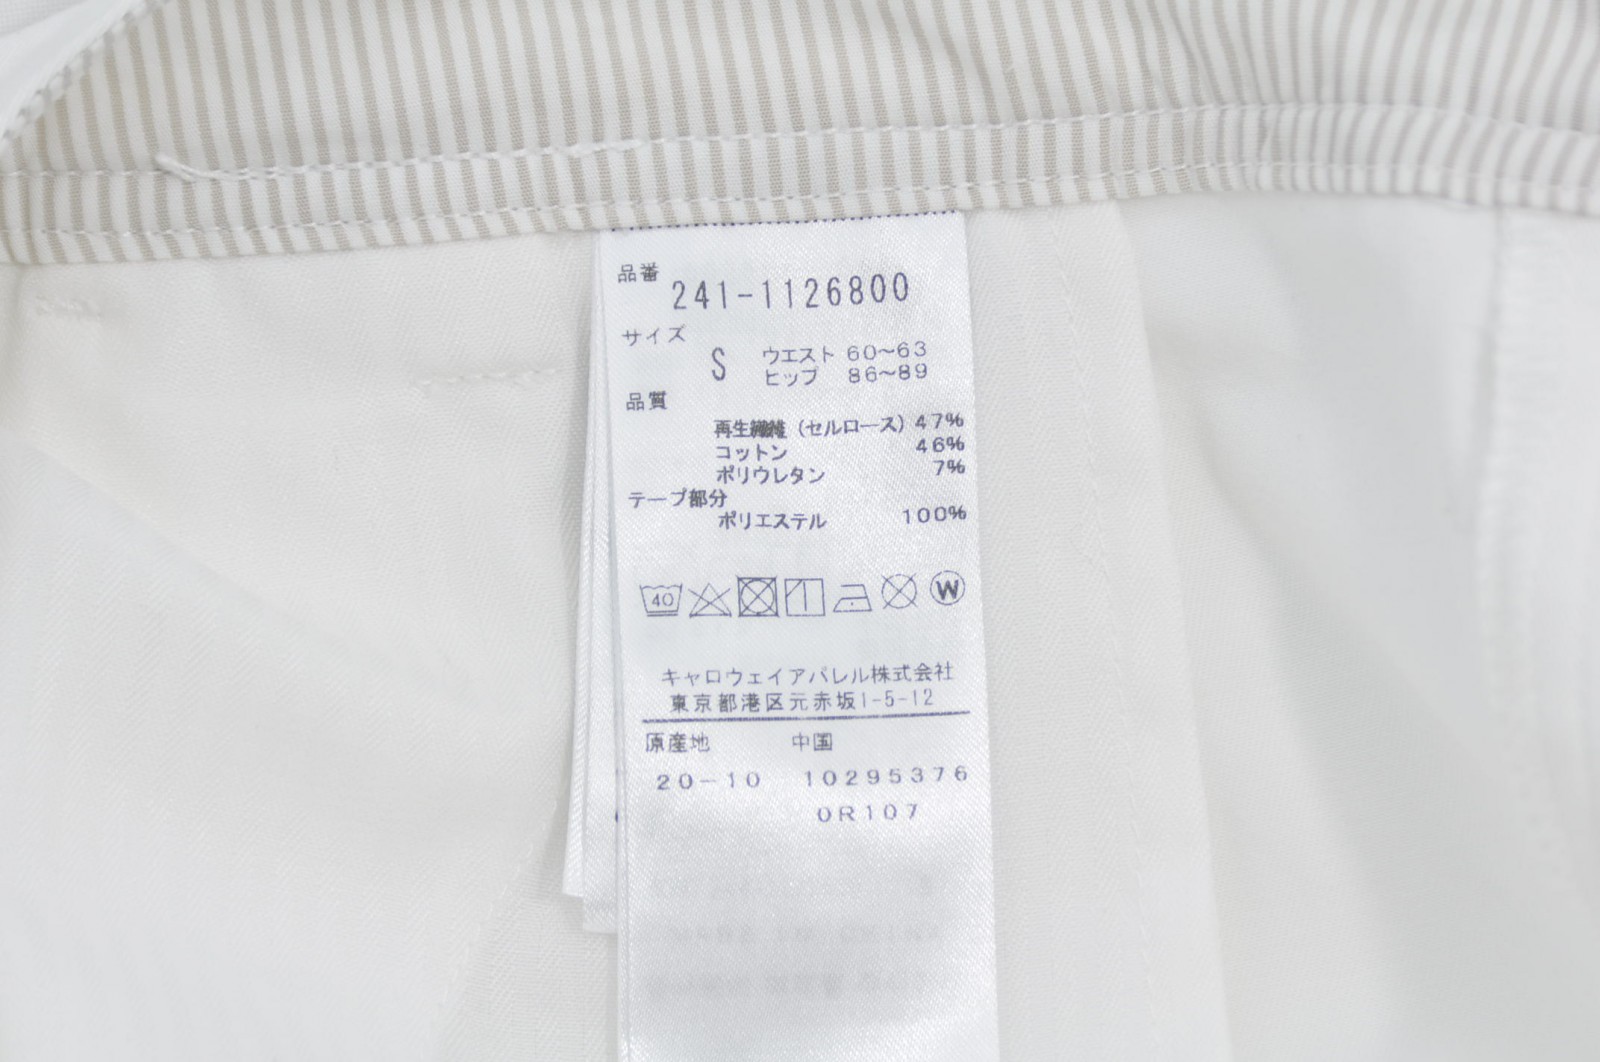 品番
241-1126800
サイズ
S ウエスト 60~63
ヒップ 86~89
品質
再生繊維(セルロース) 47%
コットン 46%
ポリウレタン 7%
テープ部分
ポリエステル 100%
40
W
キャロウェイアパレル株式会社
東京都港区元赤坂1-5-12
原産地 中国
20-10 10295376
0R107